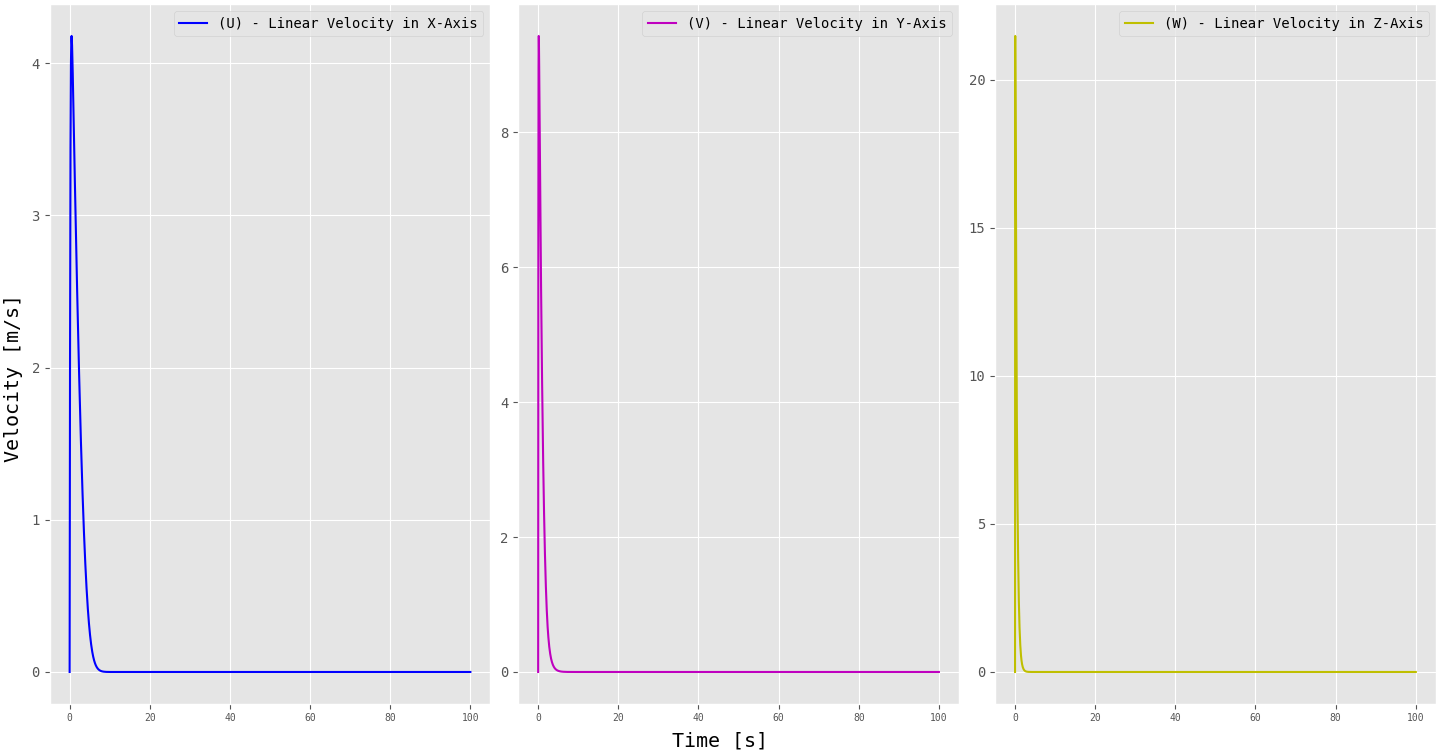 (U) - Linear Velocity in X-Axis
(V) - Linear Velocity in Y-Axis
(W) - Linear Velocity in Z-Axis
Velocity [m/s]
4
3
2
1
0
0 20 40 60 80 100
8
6
4
2
0
0 20 40 60 80 100
20
15
10
5
0
0 20 40 60 80 100
Time [s]